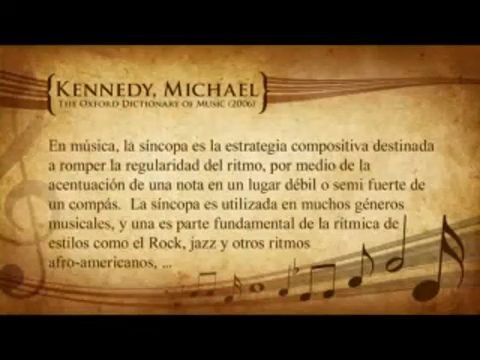 {KENNEDY, MICHAEL}
THE OXFORD DICTIONARY OF MUSIC (2006)
En música, la síncopa es la estrategia compositiva destinada
a romper la regularidad del ritmo, por medio de la
acentuación de una nota en un lugar débil o semi fuerte de
un compás. La síncopa es utilizada en muchos géneros
musicales, y una es parte fundamental de la rítmica de
estilos como el Rock, jazz y otros ritmos
afro-americanos, ...